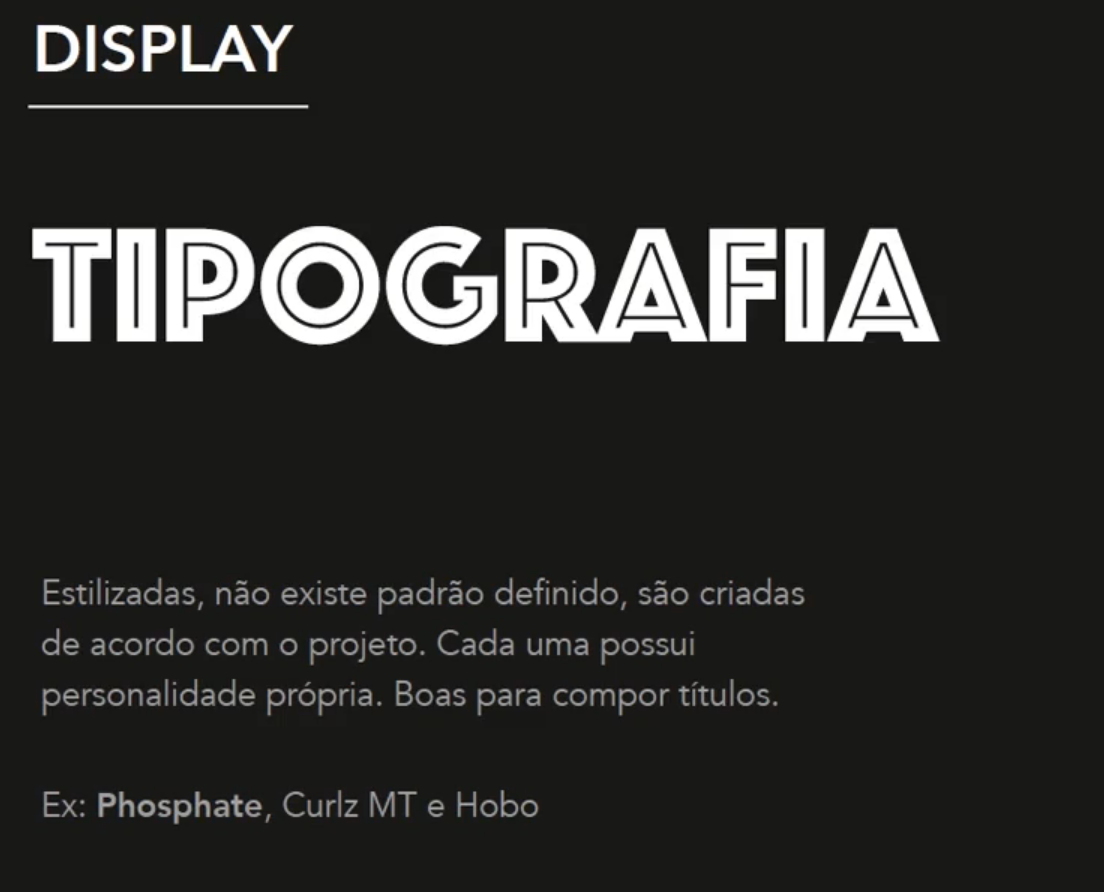 DISPLAY
TIPOGRAFIA
Estilizadas, não existe padrão definido, são criadas
de acordo com o projeto. Cada uma possui
personalidade própria. Boas para compor títulos.
Ex: Phosphate, Curlz MT e Hobo